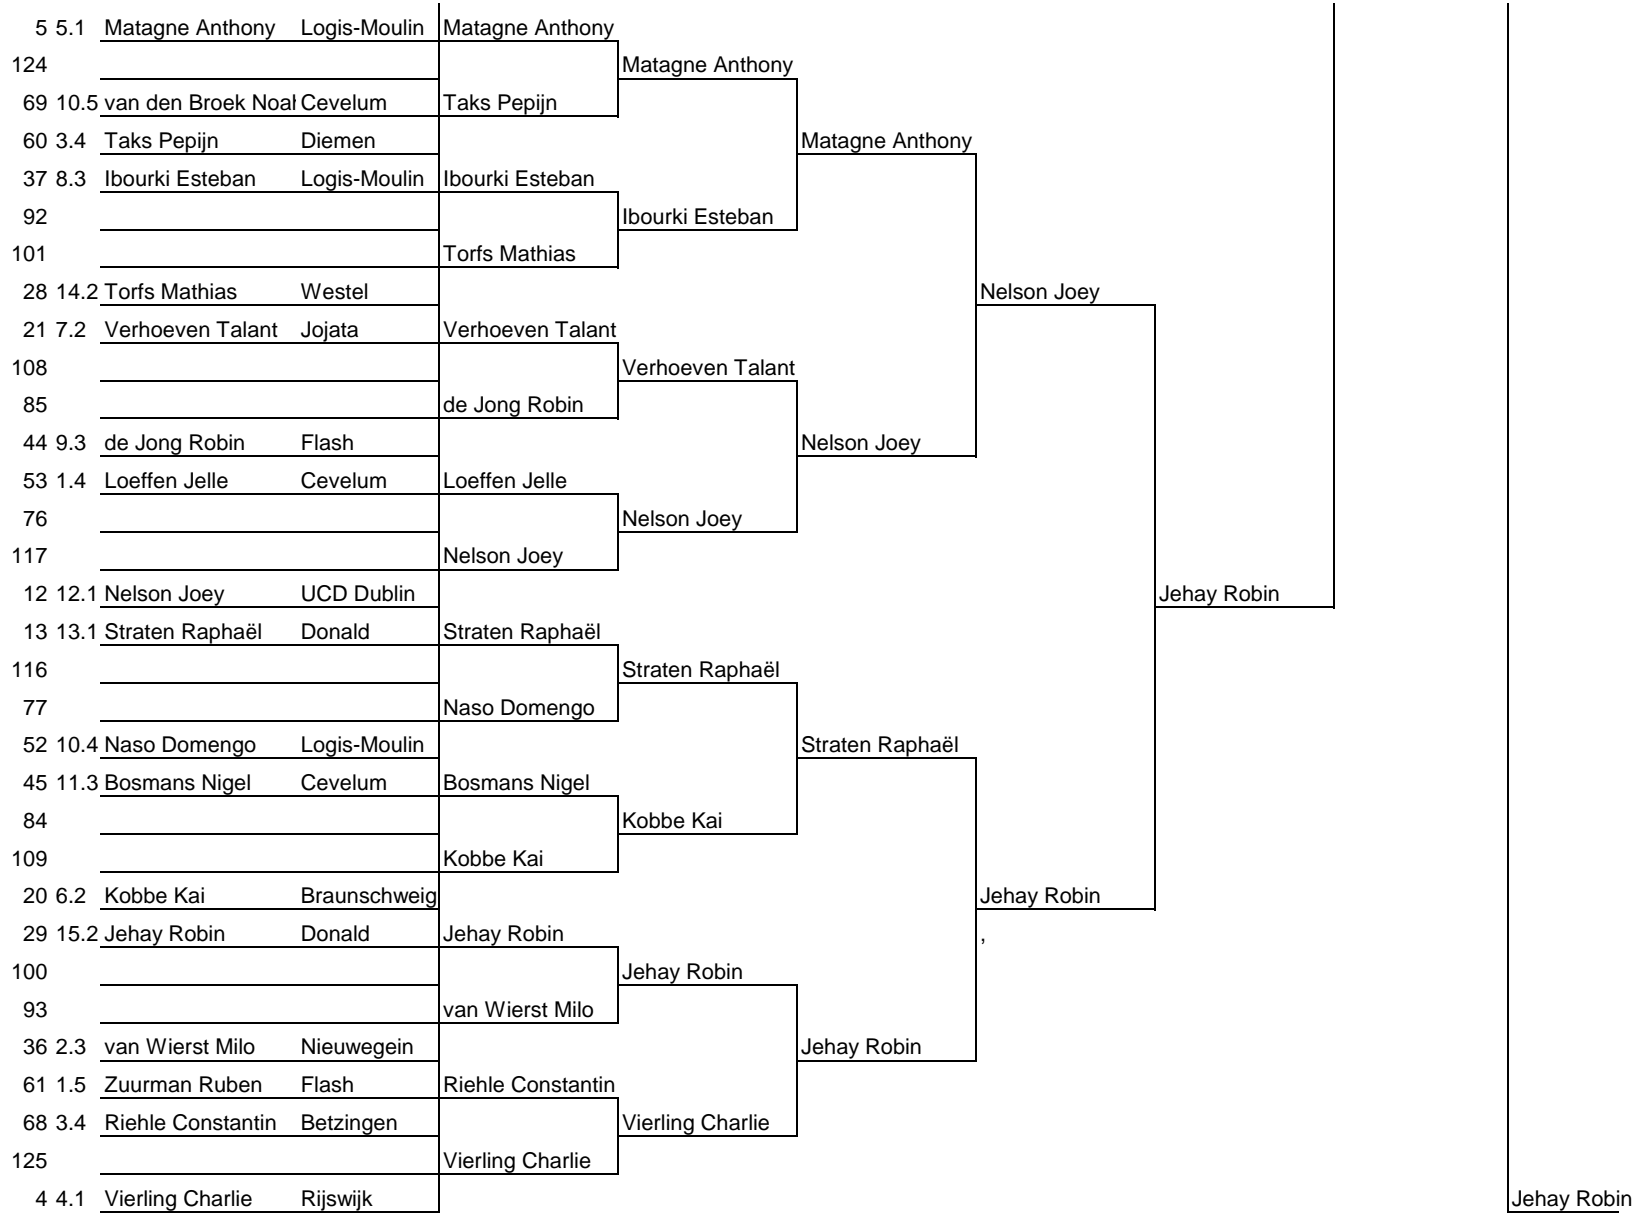 5 5.1 Matagne Anthony Logis-Moulin Matagne Anthony
124 Matagne Anthony
69 10.5 van den Broek Noah Cevelum Taks Pepijn
60 3.4 Taks Pepijn Diemen Matagne Anthony
37 8.3 Ibourki Esteban Logis-Moulin Ibourki Esteban
92 Ibourki Esteban
101 Torfs Mathias
28 14.2 Torfs Mathias Westel Nelson Joey
21 7.2 Verhoeven Talant Jojata Verhoeven Talant
108 Verhoeven Talant
85 de Jong Robin
44 9.3 de Jong Robin Flash Nelson Joey
53 1.4 Loeffen Jelle Cevelum Loeffen Jelle
76 Nelson Joey
117 Nelson Joey
12 12.1 Nelson Joey UCD Dublin Jehay Robin
13 13.1 Straten Raphaël Donald Straten Raphaël
116 Straten Raphaël
77 Naso Domengo
52 10.4 Naso Domengo Logis-Moulin Straten Raphaël
45 11.3 Bosmans Nigel Cevelum Bosmans Nigel
84 Kobbe Kai
109 Kobbe Kai
20 6.2 Kobbe Kai Braunschweig Jehay Robin
29 15.2 Jehay Robin Donald Jehay Robin ,
100 Jehay Robin
93 van Wierst Milo
36 2.3 van Wierst Milo Nieuwegein Jehay Robin
61 1.5 Zuurman Ruben Flash Riehle Constantin
68 3.4 Riehle Constantin Betzingen Vierling Charlie
125 Vierling Charlie
4 4.1 Vierling Charlie Rijswijk Jehay Robin